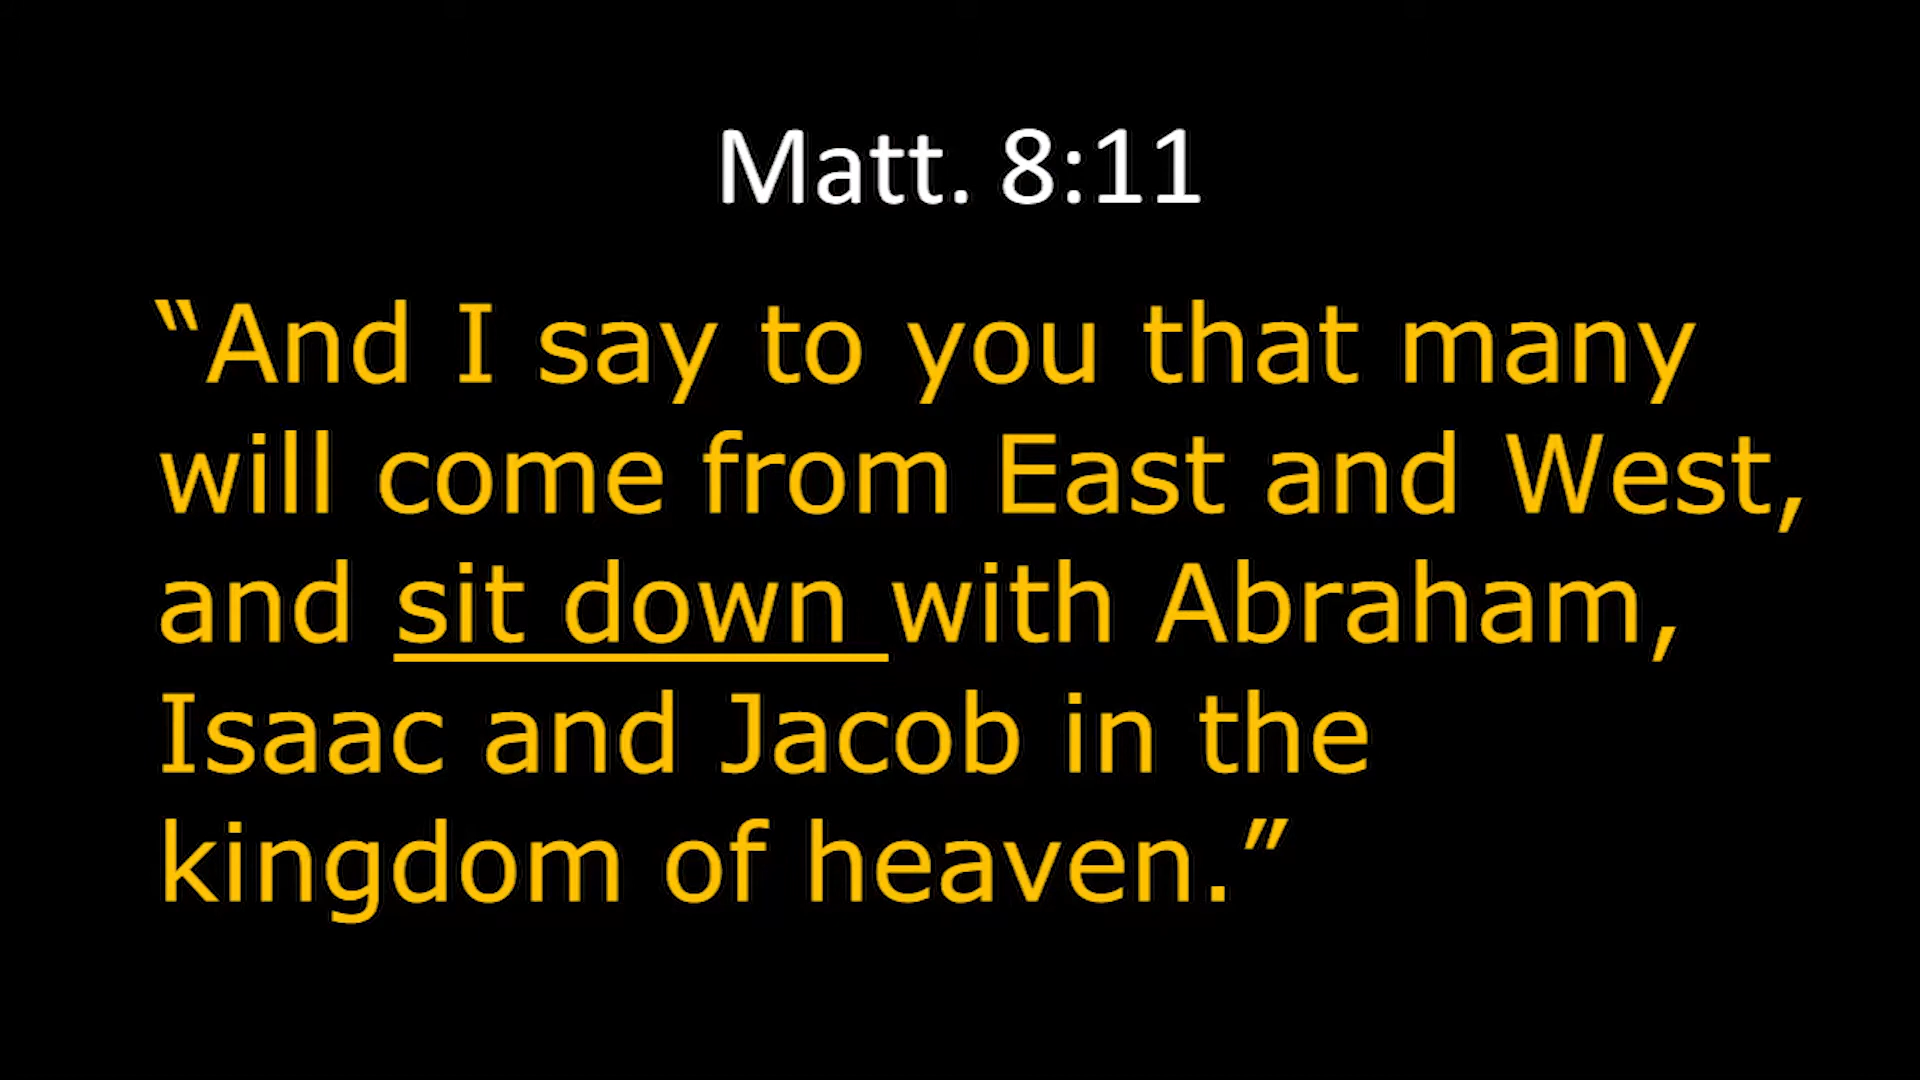 Matt. 8:11
“And I say to you that many
will come from East and West,
and sit down with Abraham,
Isaac and Jacob in the
kingdom of heaven.”